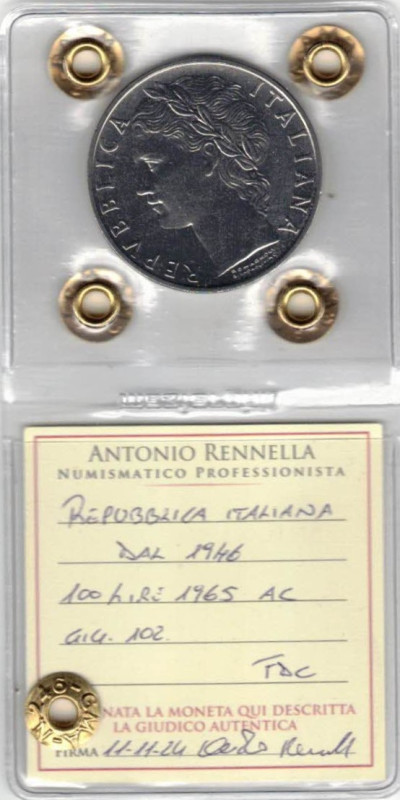 REPVBBLICA ITALIANA
ROMAGNOLI
ANTONIO RENNELLA
NUMISMATICO PROFESSIONISTA
REPUBBLICA ITALIANA
DAL 1946
100 LIRE 1965 AC
GIG. 102.
FDC
NATA LA MONETA QUI DESCRITTA
LA GIUDICO AUTENTICA
FIRMA 11-11-24